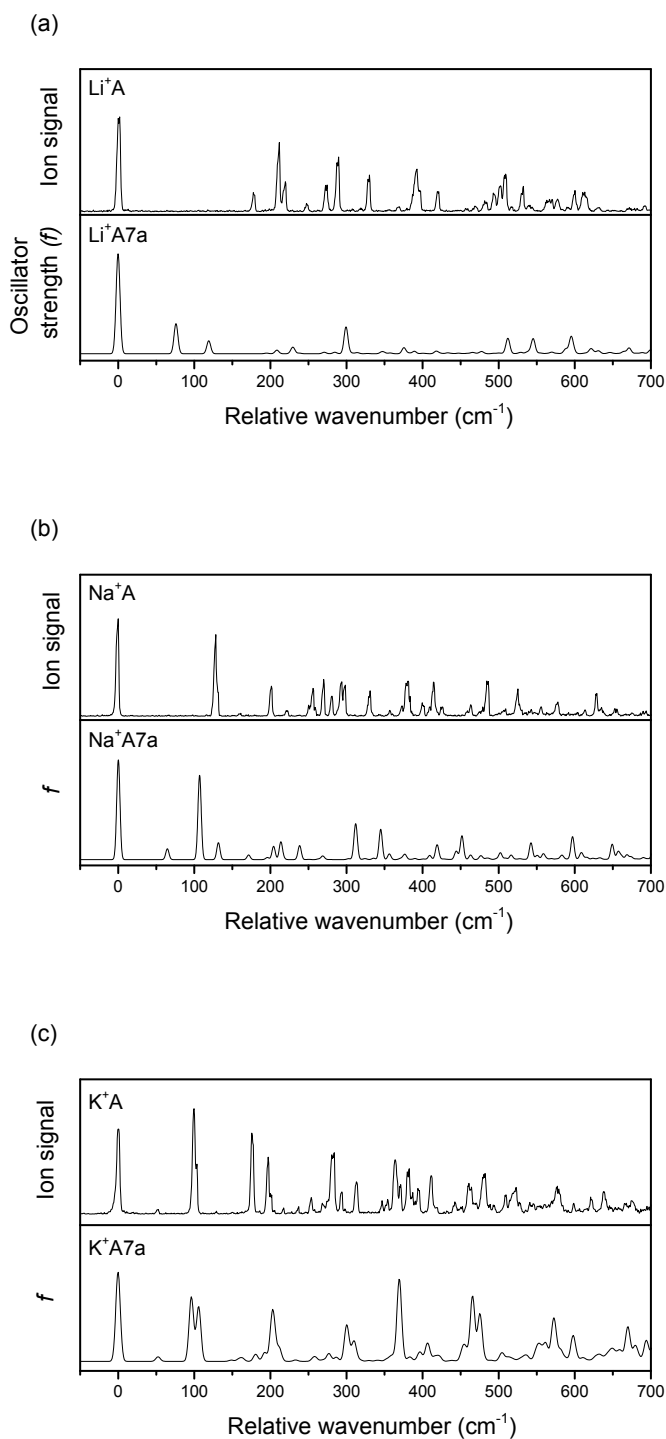 (a)
Li⁺A
Ion signal
Li⁺A7a
Oscillator
strength (f)
0 100 200 300 400 500 600 700
Relative wavenumber (cm⁻¹)
(b)
Na⁺A
Ion signal
Na⁺A7a
f
0 100 200 300 400 500 600 700
Relative wavenumber (cm⁻¹)
(c)
K⁺A
Ion signal
K⁺A7a
f
0 100 200 300 400 500 600 700
Relative wavenumber (cm⁻¹)